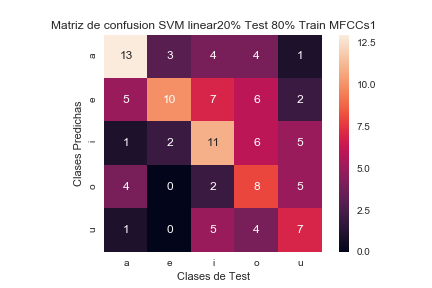 Matriz de confusion SVM linear20% Test 80% Train MFCCs1
a 13 3 4 4 1
e 5 10 7 6 2
i 1 2 11 6 5
o 4 0 2 8 5
u 1 0 5 4 7
a e i o u
Clases de Test
Clases Predichas
12.5
10.0
7.5
5.0
2.5
0.0